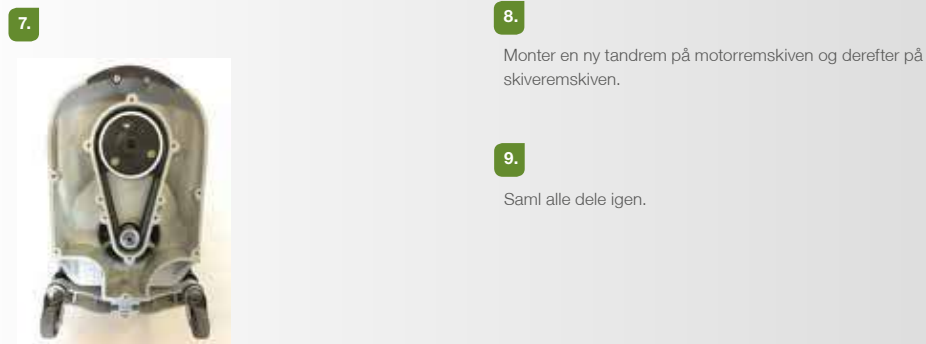 7.
8.
Monter en ny tandrem på motorremskiven og derefter på
skiveremskiven.
9.
Saml alle dele igen.